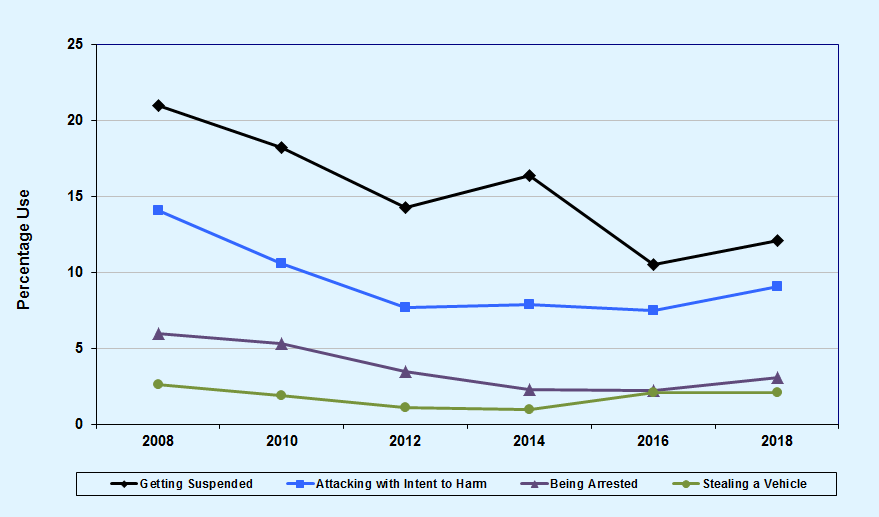 25
20
15
10
5
0
Percentage Use
2008 2010 2012 2014 2016 2018
Getting Suspended Attacking with Intent to Harm Being Arrested Stealing a Vehicle